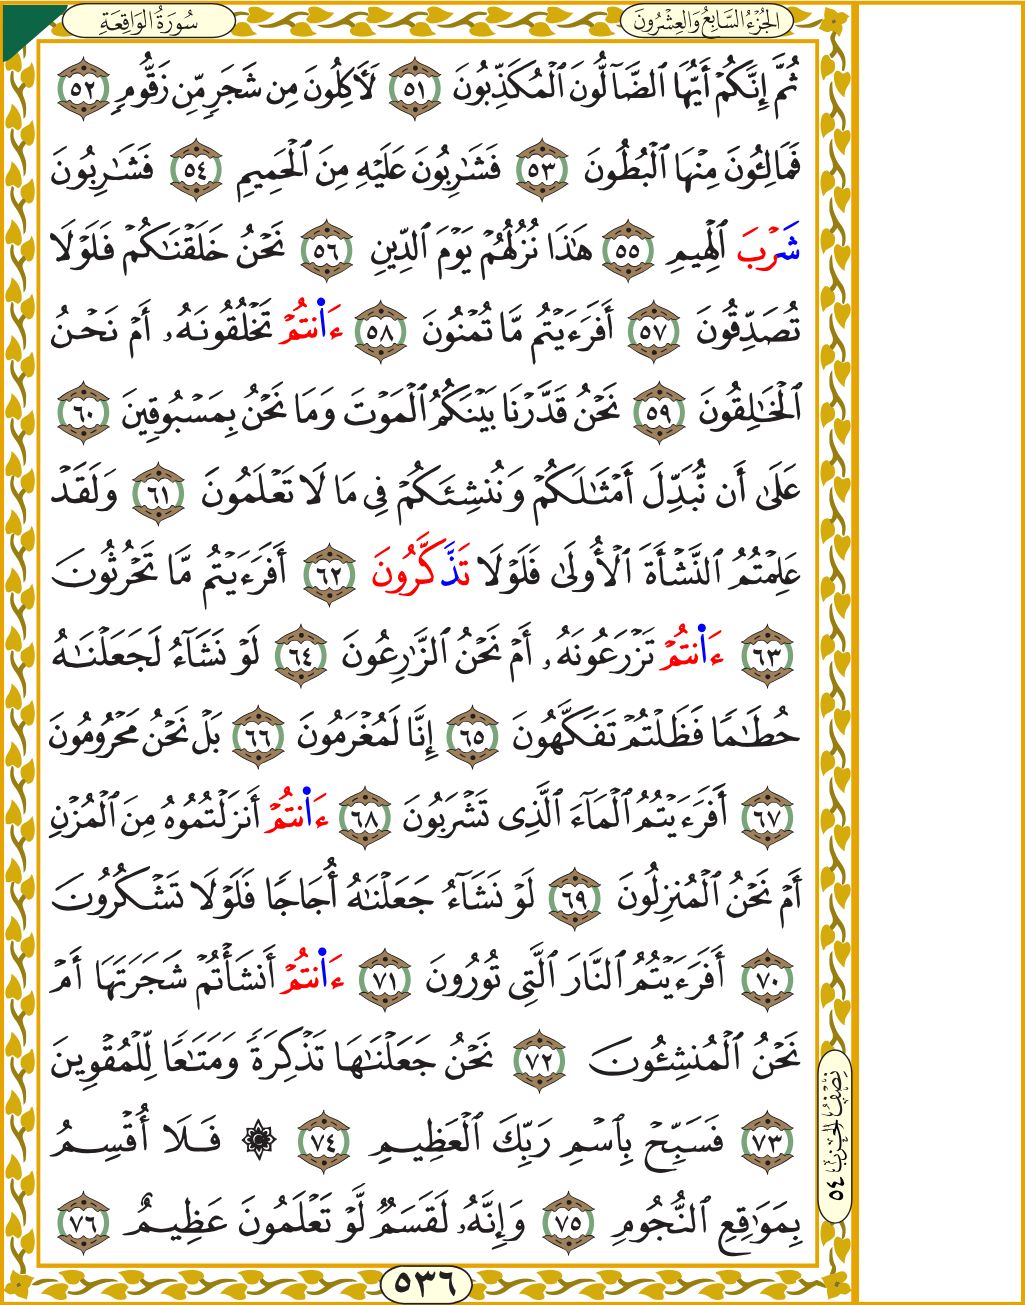 الجُزْءُ السَّابِعُ وَالعِشْرُونَ
سُورَةُ الوَاقِعَةِ
ثُمَّ إِنَّكُمْ أَيُّهَا ٱلضَّآلُّونَ ٱلْمُكَذِّبُونَ ٥١ لَأَكِلُونَ مِن شَجَرٍ مِّن زَقُّومٍ ٥٢
فَمَالِـُٔونَ مِنْهَا ٱلْبُطُونَ ٥٣ فَشَـٰرِبُونَ عَلَيْهِ مِنَ ٱلْحَمِيمِ ٥٤ فَشَـٰرِبُونَ
شَرْبَ ٱلْهِيمِ ٥٥ هَـٰذَا نُزُلُهُمْ يَوْمَ ٱلدِّينِ ٥٦ نَحْنُ خَلَقْنَـٰكُمْ فَلَوْلَا
تُصَدِّقُونَ ٥٧ أَفَرَءَيْتُم مَّا تُمْنُونَ ٥٨ ءَا۬نتُمْ تَخْلُقُونَهُۥ أَمْ نَحْنُ
ٱلْخَـٰلِقُونَ ٥٩ نَحْنُ قَدَّرْنَا بَيْنَكُمُ ٱلْمَوْتَ وَمَا نَحْنُ بِمَسْبُوقِينَ ٦٠
عَلَىٰ أَن نُّبَدِّلَ أَمْثَـٰلَكُمْ وَنُنشِئَكُمْ فِى مَا لَا تَعْلَمُونَ ٦١ وَلَقَدْ
عَلِمْتُمُ ٱلنَّشْأَةَ ٱلْأُولَىٰ فَلَوْلَا تَذَّكَّرُونَ ٦٢ أَفَرَءَيْتُم مَّا تَحْرُثُونَ
٦٣ ءَا۬نتُمْ تَزْرَعُونَهُۥ أَمْ نَحْنُ ٱلزَّٰرِعُونَ ٦٤ لَوْ نَشَآءُ لَجَعَلْنَـٰهُ
حُطَـٰمًا فَظَلْتُمْ تَفَكَّهُونَ ٦٥ إِنَّا لَمُغْرَمُونَ ٦٦ بَلْ نَحْنُ مَحْرُومُونَ
٦٧ أَفَرَءَيْتُمُ ٱلْمَآءَ ٱلَّذِى تَشْرَبُونَ ٦٨ ءَا۬نتُمْ أَنزَلْتُمُوهُ مِنَ ٱلْمُزْنِ
أَمْ نَحْنُ ٱلْمُنزِلُونَ ٦٩ لَوْ نَشَآءُ جَعَلْنَـٰهُ أُجَاجًا فَلَوْلَا تَشْكُرُونَ
٧٠ أَفَرَءَيْتُمُ ٱلنَّارَ ٱلَّتِى تُورُونَ ٧١ ءَا۬نتُمْ أَنشَأْتُمْ شَجَرَتَهَا أَمْ
نَحْنُ ٱلْمُنشِـُٔونَ ٧٢ نَحْنُ جَعَلْنَـٰهَا تَذْكِرَةً وَمَتَـٰعًا لِّلْمُقْوِينَ
٧٣ فَسَبِّحْ بِٱسْمِ رَبِّكَ ٱلْعَظِيمِ ٧٤ ۞ فَلَا أُقْسِمُ
بِمَوَٰقِعِ ٱلنُّجُومِ ٧٥ وَإِنَّهُۥ لَقَسَمٌ لَّوْ تَعْلَمُونَ عَظِيمٌ ٧٦
نِصْفُ الحِزْبِ ٥٤
٥٣٦